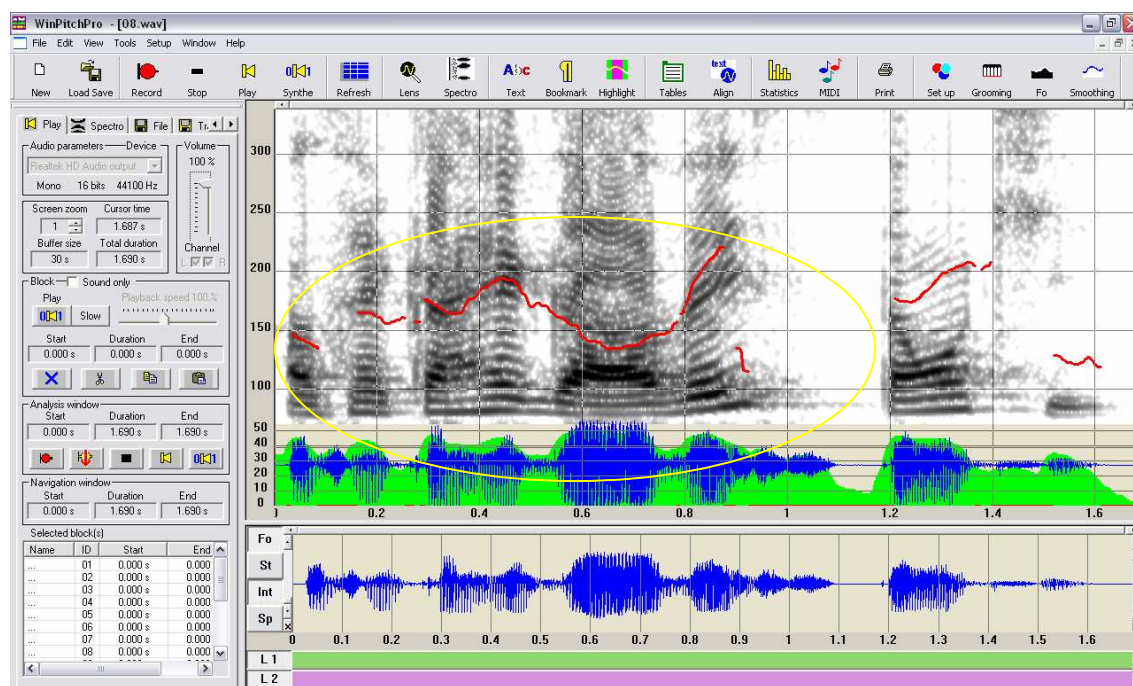 WinPitchPro - [08.wav]
File Edit View Tools Setup Window Help
New Load Save Record Stop Play Synthe Refresh Lens Spectro Text Bookmark Highlight Tables Align Statistics MIDI Print Set up Grooming Fo Smoothing
Play Spectro File
Audio parameters Device
Realtek HD Audio output
Mono 16 bits 44100 Hz
Volume
100 %
Channel
L R
Screen zoom Cursor time
1 1.687 s
Buffer size Total duration
30 s 1.690 s
Block Sound only
Play Playback speed 100.%
Slow
Start Duration End
0.000 s 0.000 s 0.000 s
Analysis window
Start Duration End
0.000 s 1.690 s 1.690 s
Navigation window
Start Duration End
0.000 s 1.690 s 1.690 s
Selected block(s)
Name ID Start End
... 01 0.000 s 0.000
... 02 0.000 s 0.000
... 03 0.000 s 0.000
... 04 0.000 s 0.000
... 05 0.000 s 0.000
... 06 0.000 s 0.000
... 07 0.000 s 0.000
... 08 0.000 s 0.000
300
250
200
150
100
50
40
30
20
10
0
0.2 0.4 0.6 0.8 1 1.2 1.4 1.6
Fo
St
Int
Sp
0 0.1 0.2 0.3 0.4 0.5 0.6 0.7 0.8 0.9 1 1.1 1.2 1.3 1.4 1.5 1.6
L 1
L 2